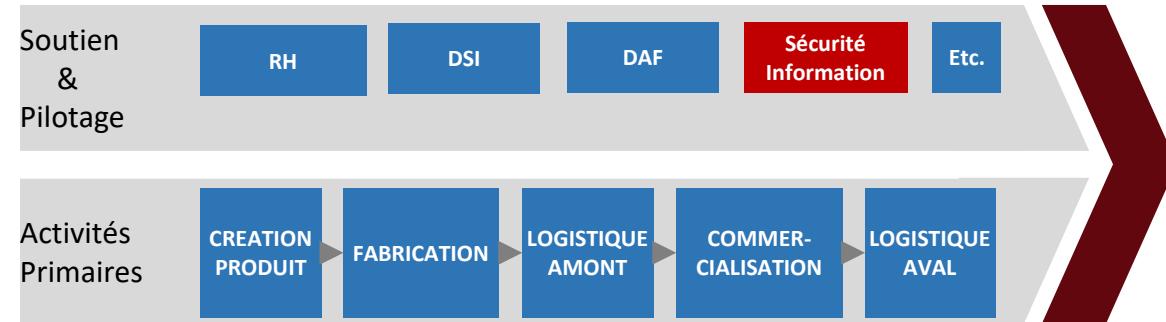 Soutien
&
Pilotage
RH
DSI
DAF
Sécurité
Information
Etc.
Activités
Primaires
CREATION
PRODUIT
FABRICATION
LOGISTIQUE
AMONT
COMMER-
CIALISATION
LOGISTIQUE
AVAL